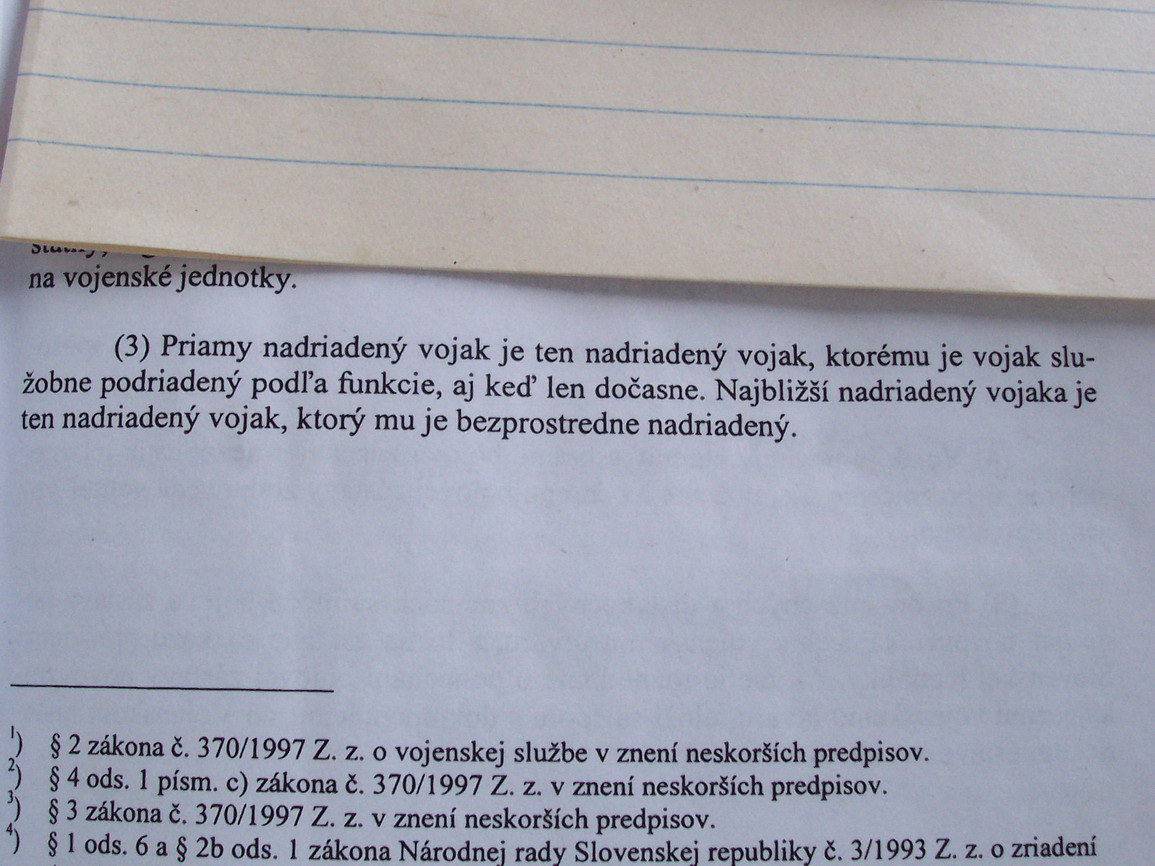 na vojenské jednotky.
(3) Priamy nadriadený vojak je ten nadriadený vojak, ktorému je vojak slu-
žobne podriadený podľa funkcie, aj keď len dočasne. Najbližší nadriadený vojaka je
ten nadriadený vojak, ktorý mu je bezprostredne nadriadený.
1) § 2 zákona č. 370/1997 Z. z. o vojenskej službe v znení neskorších predpisov.
2) § 4 ods. 1 písm. c) zákona č. 370/1997 Z. z. v znení neskorších predpisov.
3) § 3 zákona č. 370/1997 Z. z. v znení neskorších predpisov.
4) § 1 ods. 6 a § 2b ods. 1 zákona Národnej rady Slovenskej republiky č. 3/1993 Z. z. o zriadení